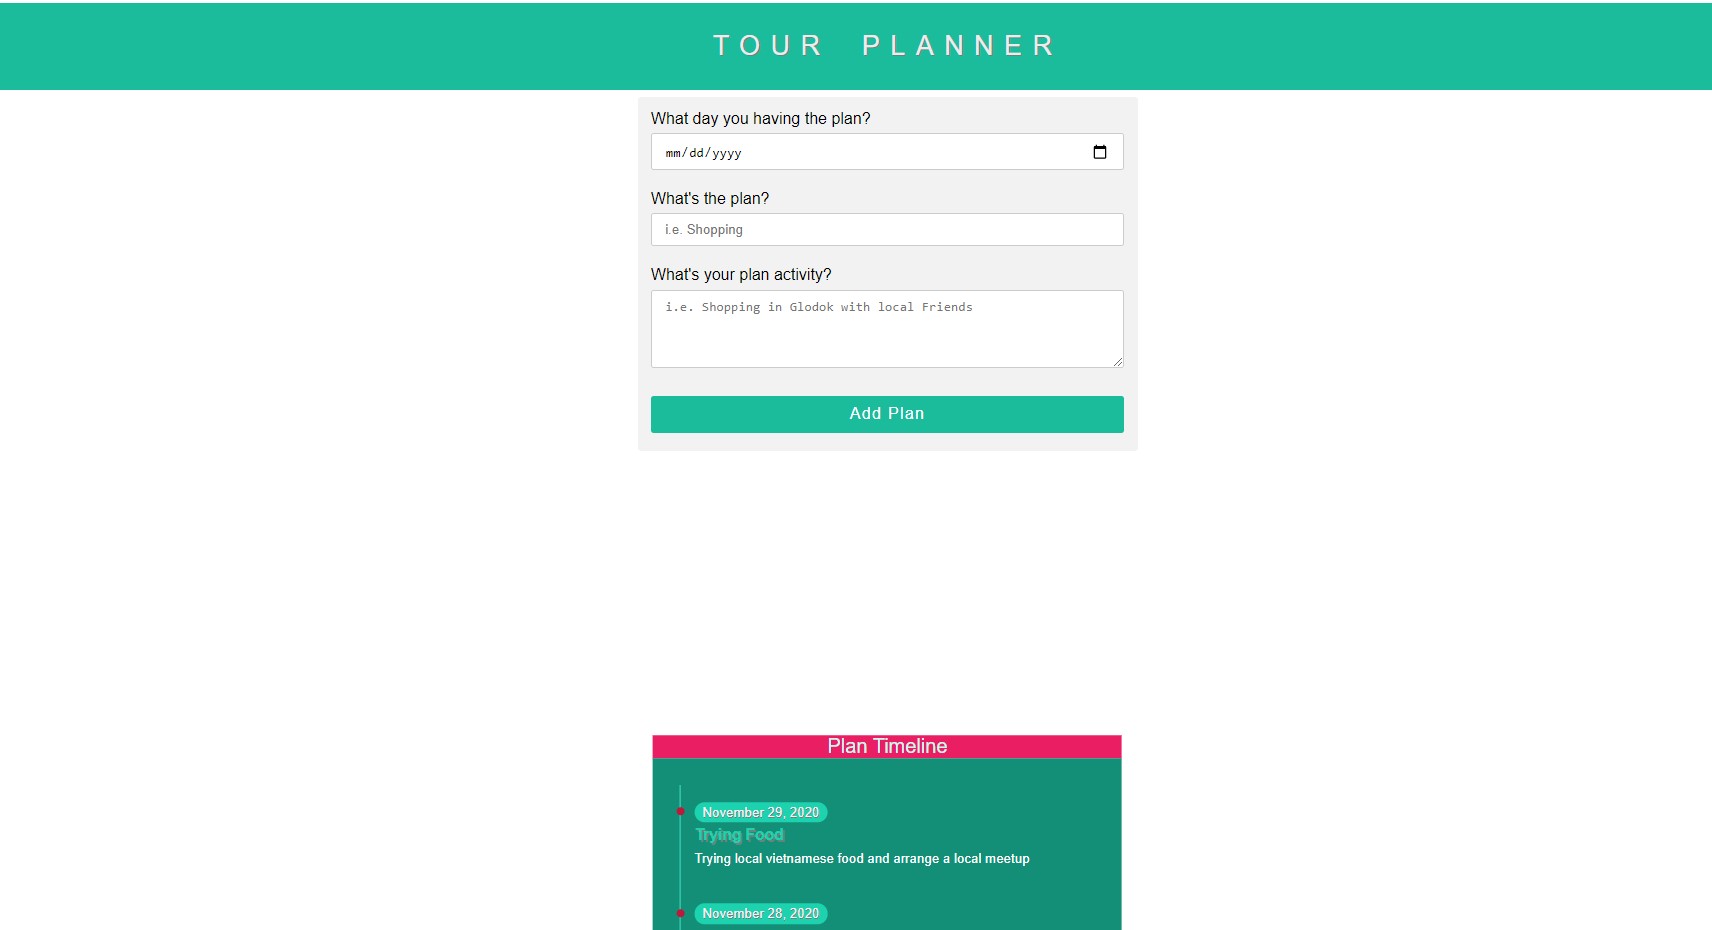 TOUR PLANNER
What day you having the plan?
mm/dd/yyyy
What's the plan?
i.e. Shopping
What's your plan activity?
i.e. Shopping in Glodok with local Friends
Add Plan
Plan Timeline
November 29, 2020
Trying Food
Trying local vietnamese food and arrange a local meetup
November 28, 2020